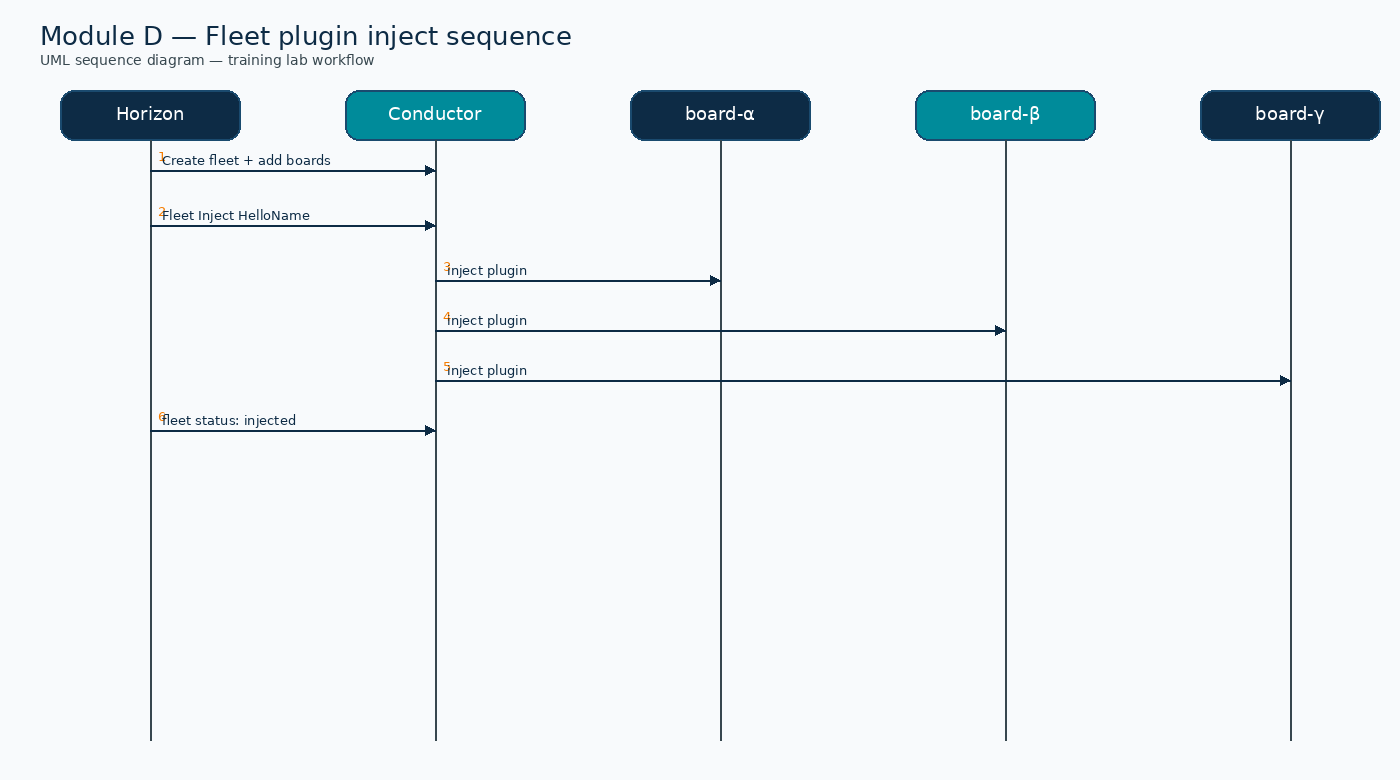 Module D — Fleet plugin inject sequence
UML sequence diagram — training lab workflow
Horizon
Conductor
board-α
board-β
board-γ
1 Create fleet + add boards
2 Fleet Inject HelloName
3 Inject plugin
4 Inject plugin
5 Inject plugin
6 fleet status: injected